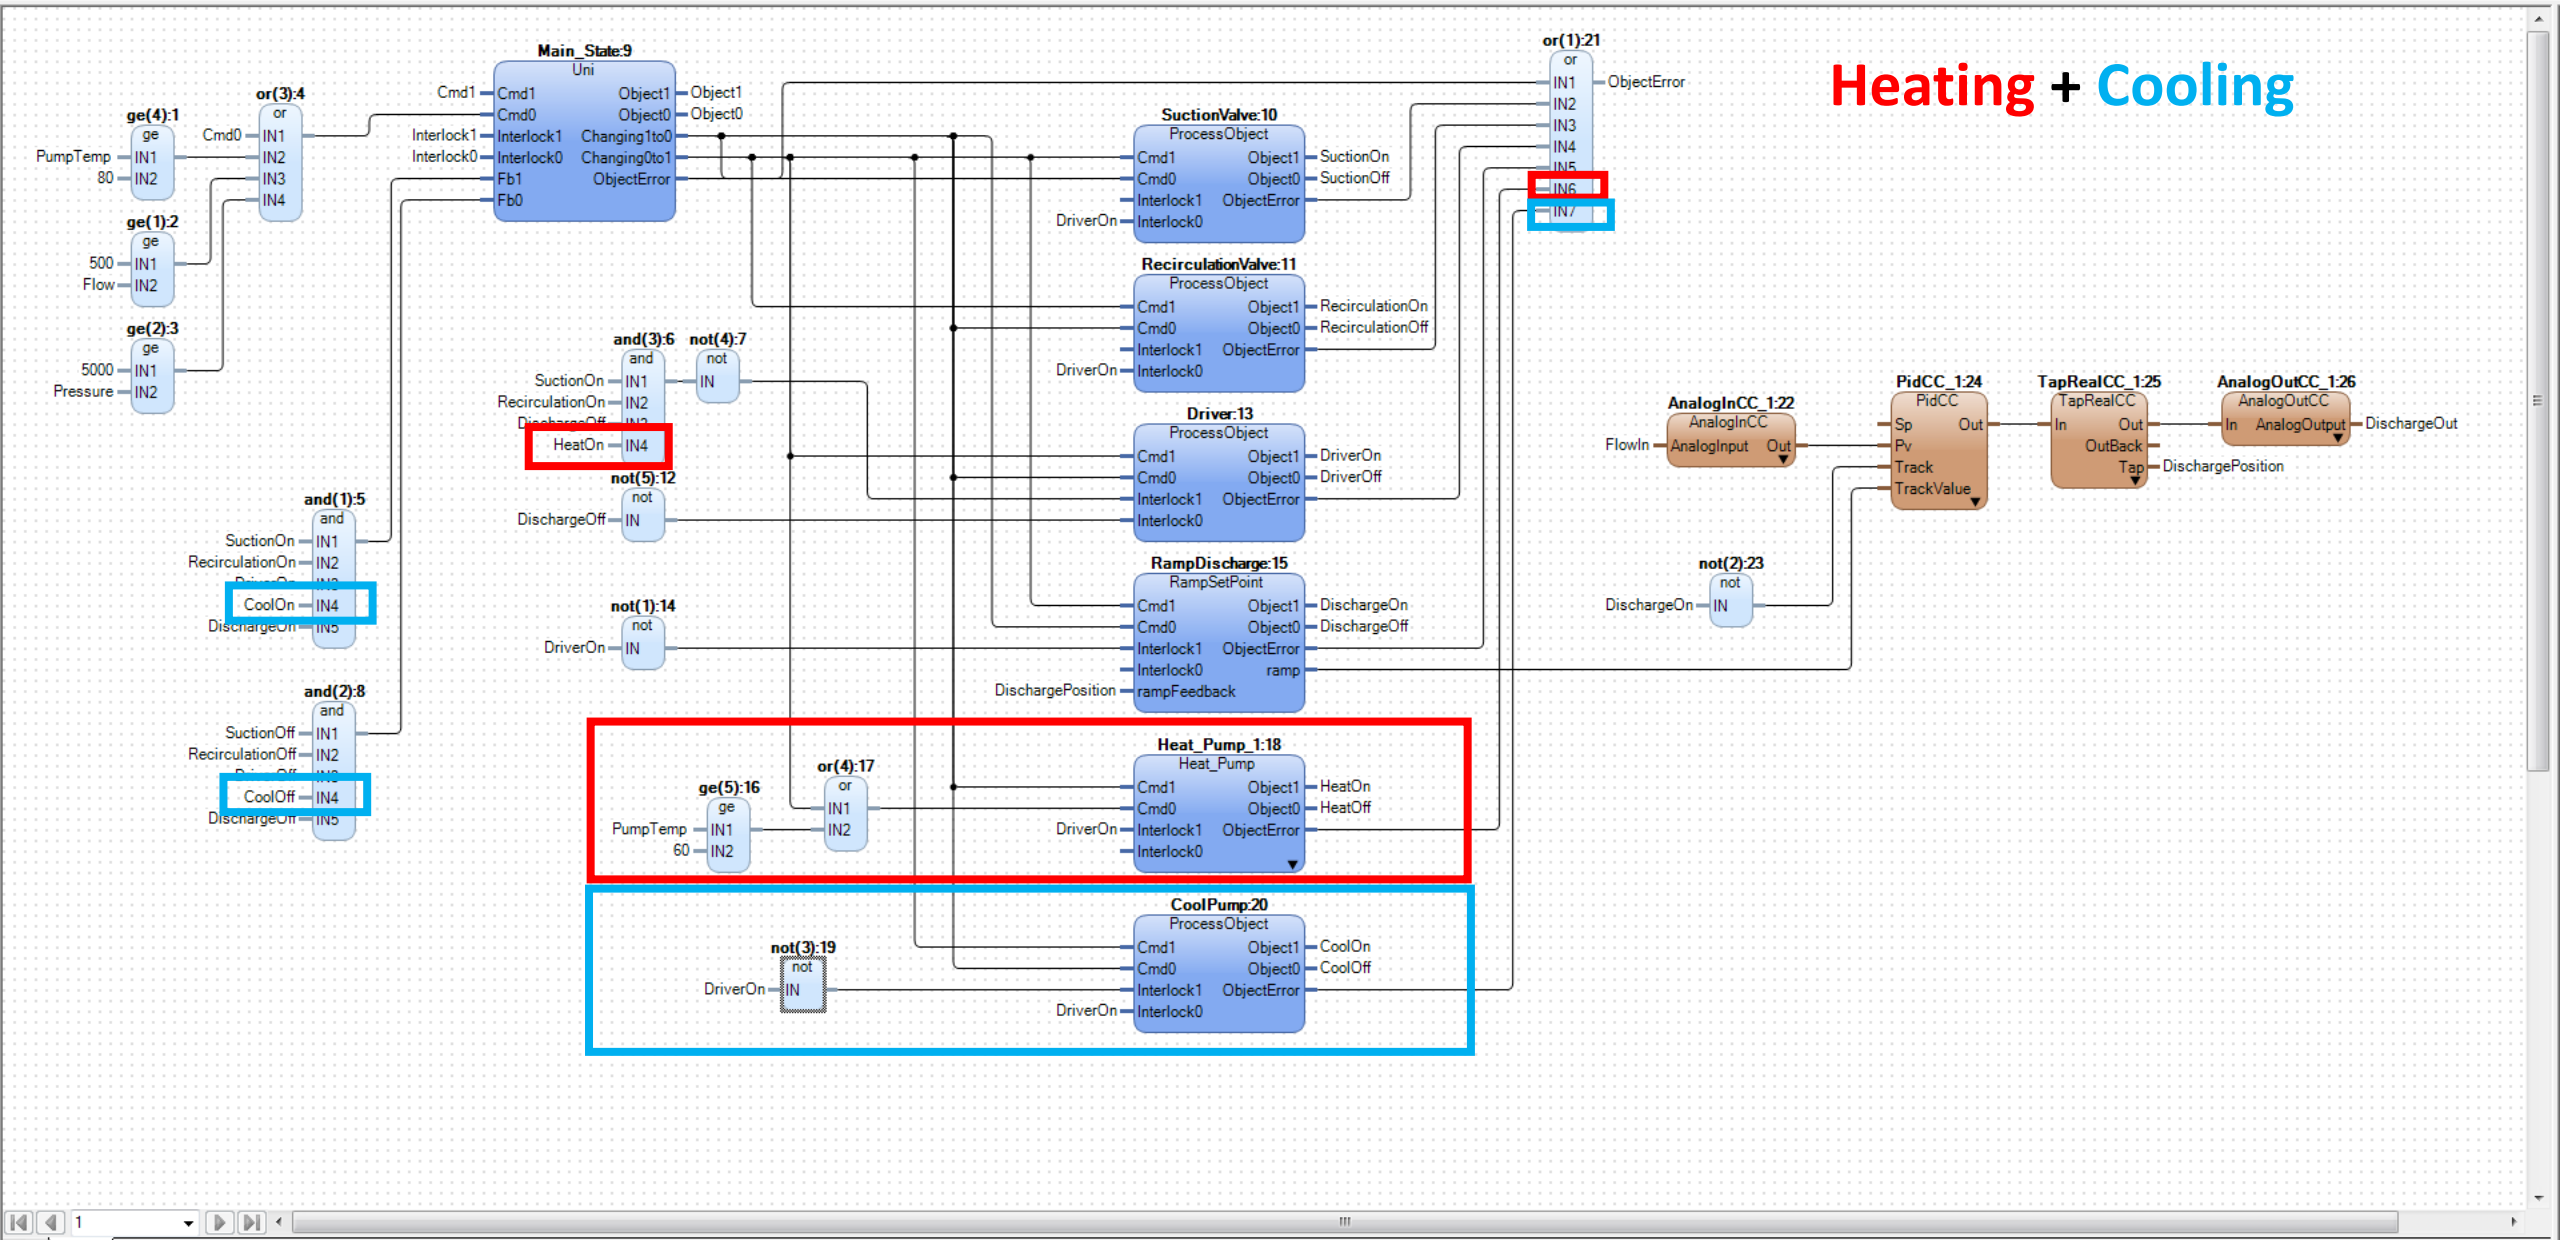 Heating + Cooling
Main_State:9
Uni
Cmd1 Cmd1 Object1 Object1
Cmd0 Object0 Object0
Interlock1 Interlock1 Changing1to0
Interlock0 Interlock0 Changing0to1
Fb1 ObjectError
Fb0
or(3):4
or
Cmd0 IN1
IN2
IN3
IN4
ge(4):1
ge
PumpTemp IN1
80 IN2
ge(1):2
ge
500 IN1
Flow IN2
ge(2):3
ge
5000 IN1
Pressure IN2
and(3):6
and
SuctionOn IN1
RecirculationOn IN2
HeatOn IN4
not(4):7
not
IN
not(5):12
not
DischargeOff IN
and(1):5
and
SuctionOn IN1
RecirculationOn IN2
CoolOn IN4
DischargeOn IN5
not(1):14
not
DriverOn IN
and(2):8
and
SuctionOff IN1
RecirculationOff IN2
CoolOff IN4
DischargeOff IN5
SuctionValve:10
ProcessObject
Cmd1 Object1 SuctionOn
Cmd0 Object0 SuctionOff
Interlock1 ObjectError
DriverOn Interlock0
RecirculationValve:11
ProcessObject
Cmd1 Object1 RecirculationOn
Cmd0 Object0 RecirculationOff
Interlock1 ObjectError
DriverOn Interlock0
Driver:13
ProcessObject
Cmd1 Object1 DriverOn
Cmd0 Object0 DriverOff
Interlock1 ObjectError
Interlock0
RampDischarge:15
RampSetPoint
Cmd1 Object1 DischargeOn
Cmd0 Object0 DischargeOff
Interlock1 ObjectError
Interlock0 ramp
DischargePosition rampFeedback
ge(5):16
ge
PumpTemp IN1
60 IN2
or(4):17
or
IN1
IN2
Heat_Pump_1:18
Heat_Pump
Cmd1 Object1 HeatOn
Cmd0 Object0 HeatOff
DriverOn Interlock1 ObjectError
Interlock0
not(3):19
not
DriverOn IN
CoolPump:20
ProcessObject
Cmd1 Object1 CoolOn
Cmd0 Object0 CoolOff
Interlock1 ObjectError
DriverOn Interlock0
or(1):21
or
IN1 ObjectError
IN2
IN3
IN4
IN5
IN6
IN7
AnalogInCC_1:22
AnalogInCC
FlowIn AnalogInput Out
PidCC_1:24
PidCC
Sp Out
Pv
Track
TrackValue
TapRealCC_1:25
TapRealCC
In Out
OutBack
Tap DischargePosition
AnalogOutCC_1:26
AnalogOutCC
In AnalogOutput DischargeOut
not(2):23
not
DischargeOn IN
1